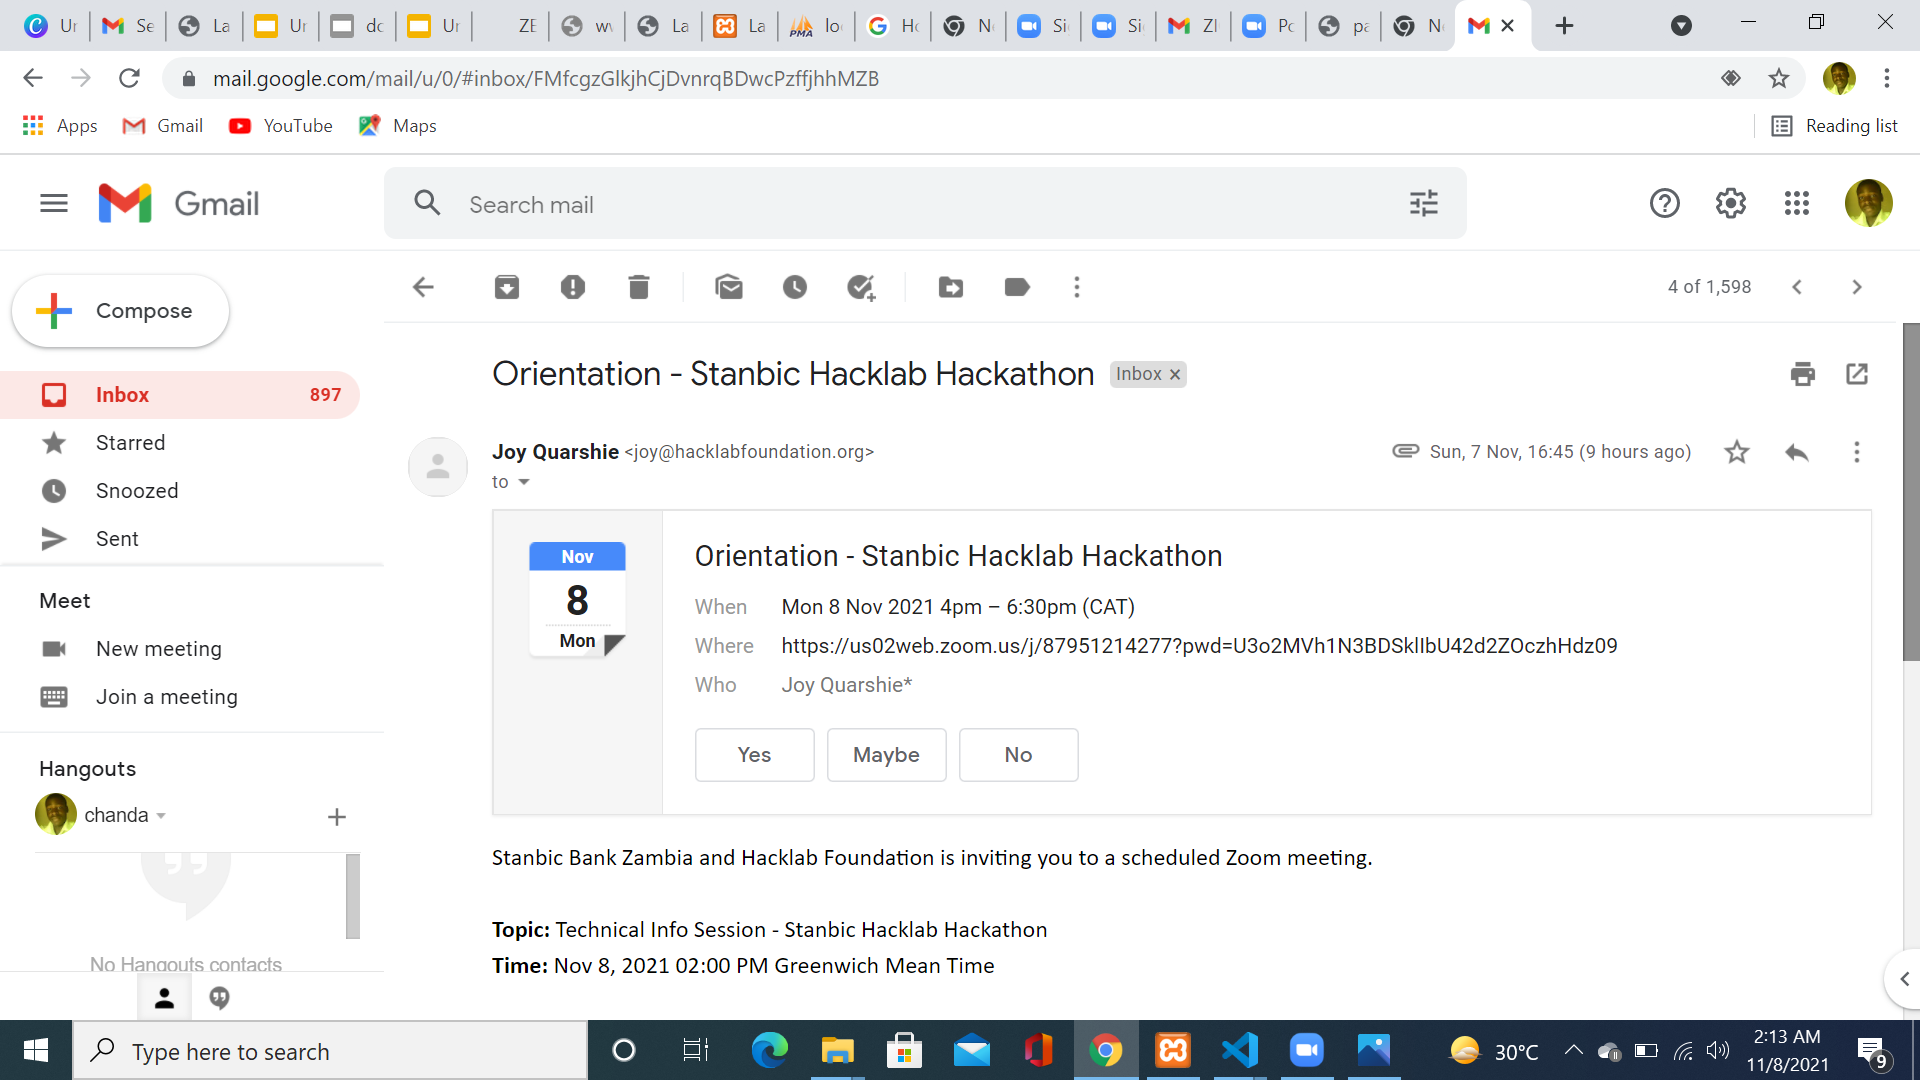 Ur
Se
La
Ur
dc
Ur
ZE
wv
La
La
lo
Ho
N
Si
Si
ZI
Po
pa
N
mail.google.com/mail/u/0/#inbox/FMfcgzGlkjhCjDvnrqBDwcPzffjhhMZB
Apps
Gmail
YouTube
Maps
Reading list
Gmail
Search mail
Compose
4 of 1,598
Inbox 897
Starred
Snoozed
Sent
Meet
New meeting
Join a meeting
Hangouts
chanda
No Hangouts contacts
Orientation - Stanbic Hacklab Hackathon Inbox ×
Joy Quarshie <joy@hacklabfoundation.org>
Sun, 7 Nov, 16:45 (9 hours ago)
to
Nov
8
Mon
Orientation - Stanbic Hacklab Hackathon
When Mon 8 Nov 2021 4pm – 6:30pm (CAT)
Where https://us02web.zoom.us/j/87951214277?pwd=U3o2MVh1N3BDSklIbU42d2ZOczhHdz09
Who Joy Quarshie*
Yes
Maybe
No
Stanbic Bank Zambia and Hacklab Foundation is inviting you to a scheduled Zoom meeting.
Topic: Technical Info Session - Stanbic Hacklab Hackathon
Time: Nov 8, 2021 02:00 PM Greenwich Mean Time
Type here to search
30°C
2:13 AM
11/8/2021
9